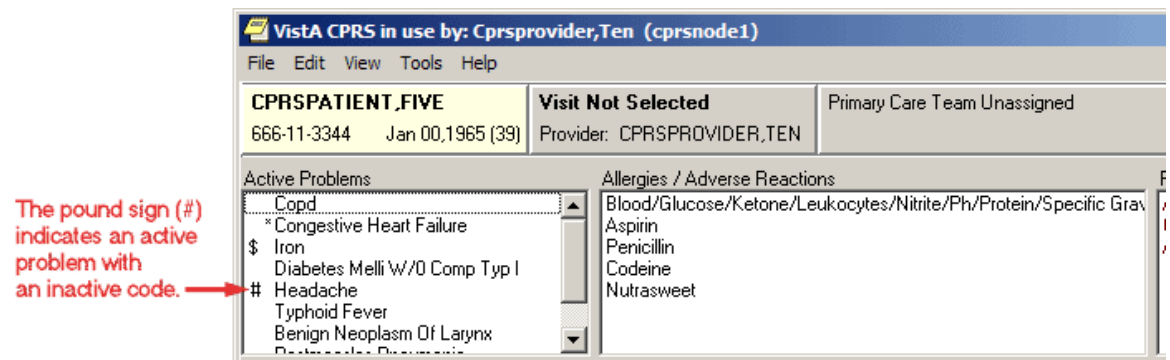 VistA CPRS in use by: Cprsprovider,Ten (cprsnode1)
File Edit View Tools Help
CPRSPATIENT,FIVE
666-11-3344 Jan 00,1965 (39)
Visit Not Selected
Provider: CPRSPROVIDER,TEN
Primary Care Team Unassigned
The pound sign (#)
indicates an active
problem with
an inactive code.
Active Problems
Copd
*Congestive Heart Failure
$ Iron
Diabetes Melli W/0 Comp Typ I
# Headache
Typhoid Fever
Benign Neoplasm Of Larynx
Allergies / Adverse Reactions
Blood/Glucose/Ketone/Leukocytes/Nitrite/Ph/Protein/Specific Grav
Aspirin
Penicillin
Codeine
Nutrasweet